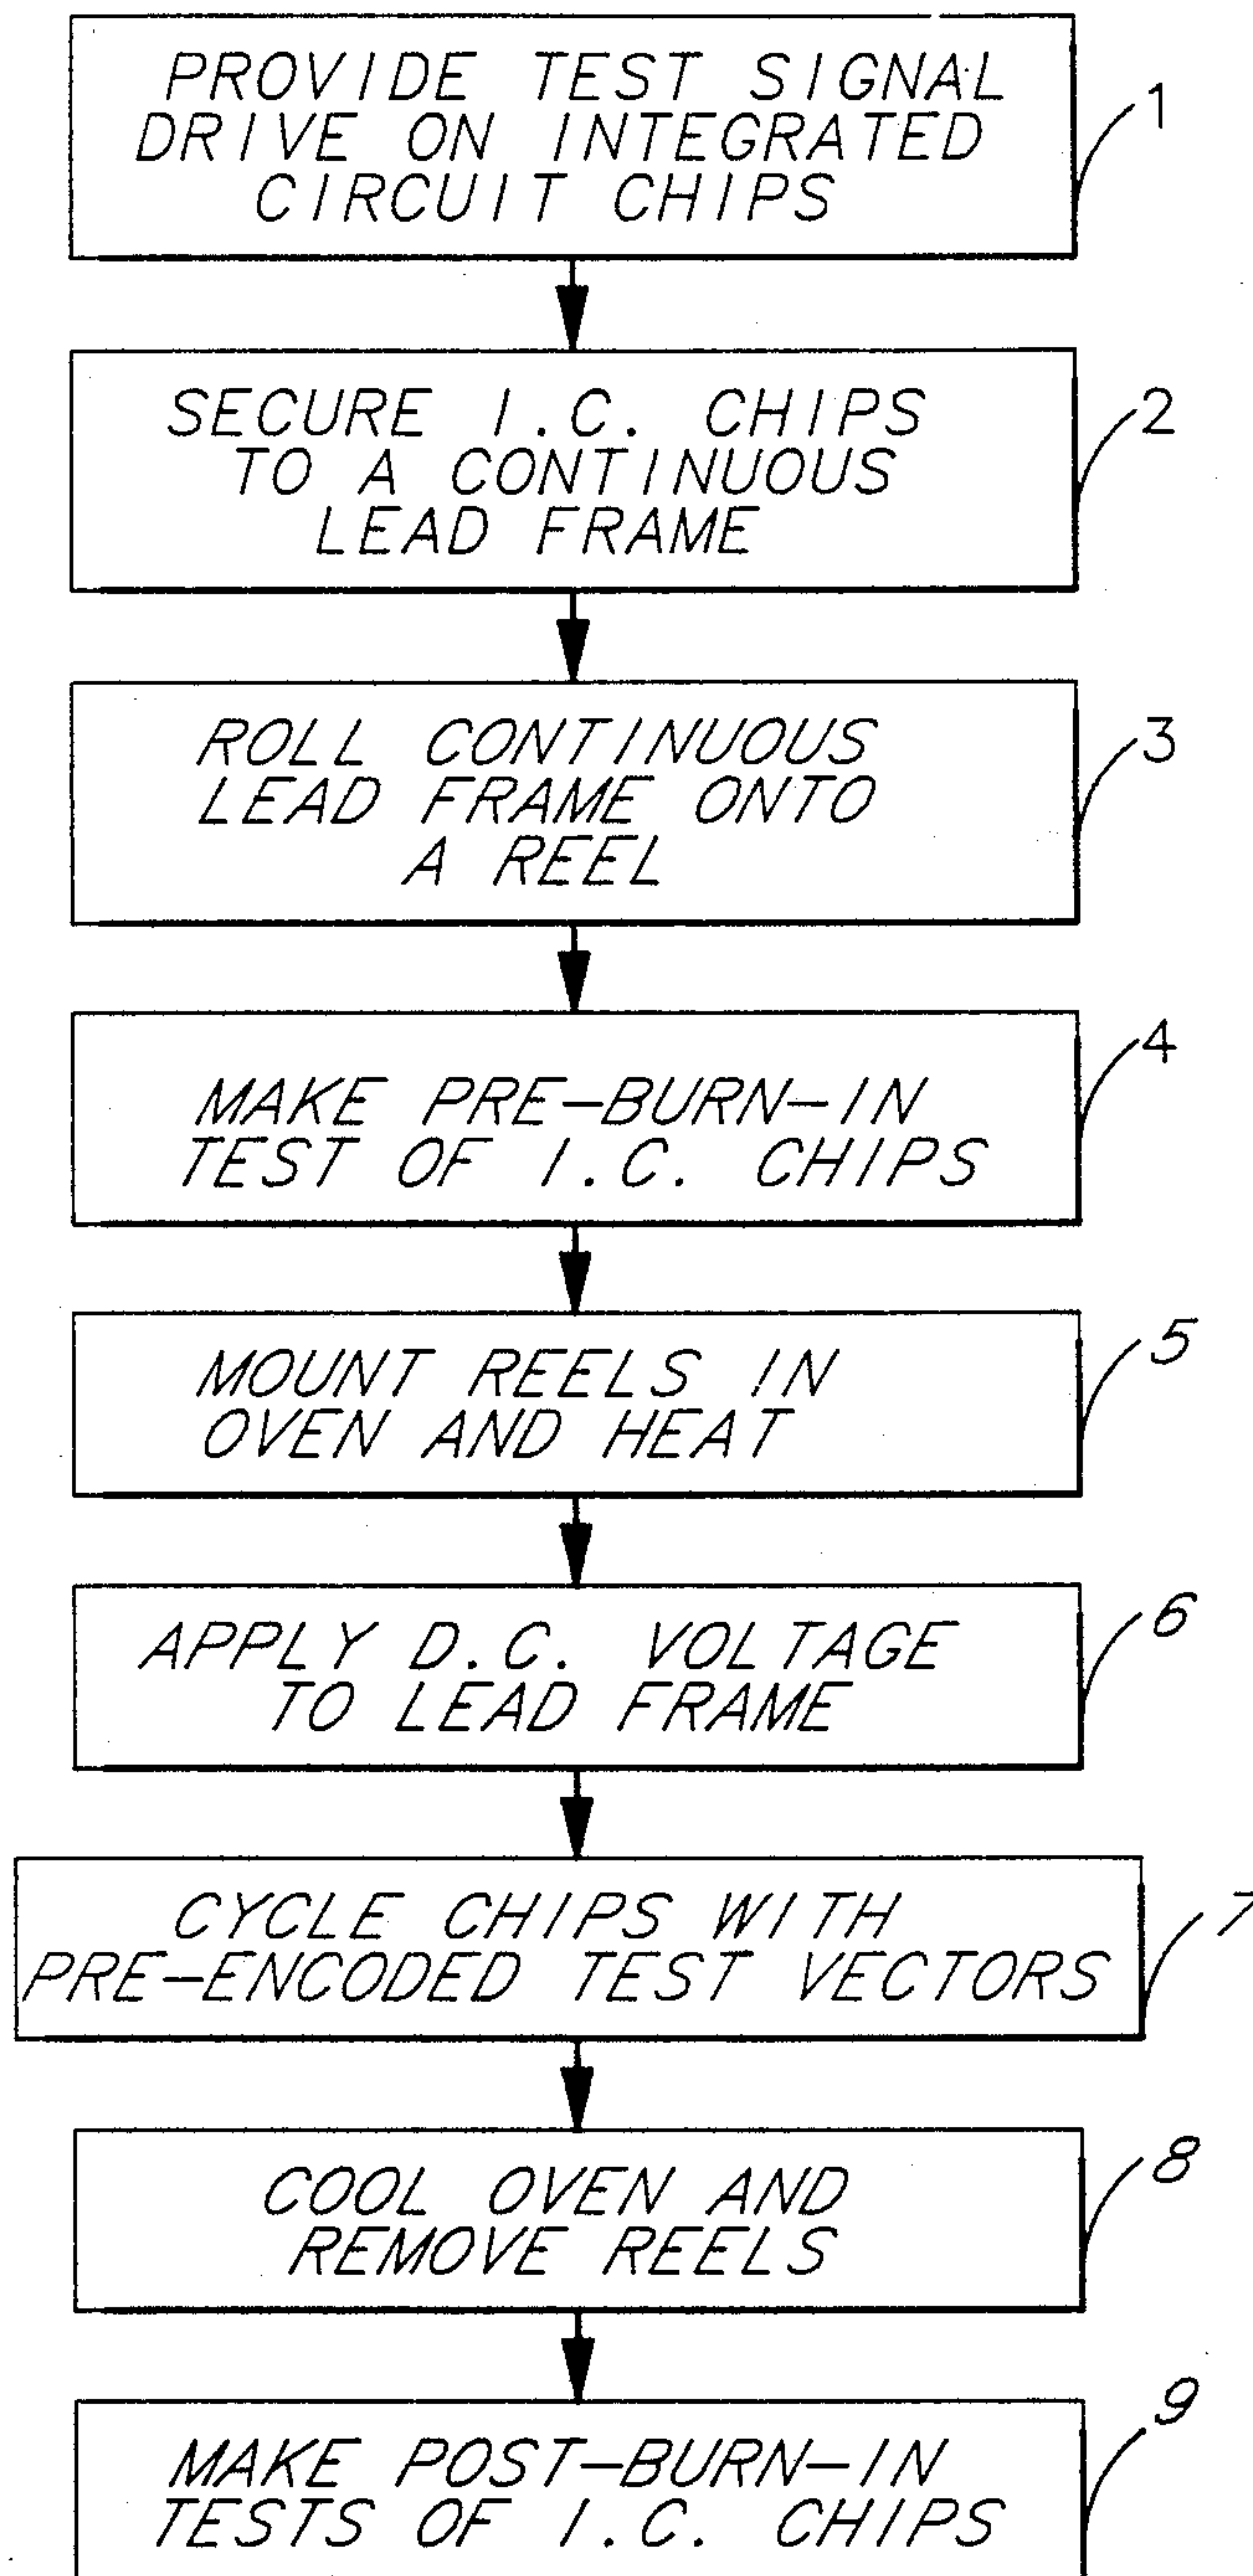 PROVIDE TEST SIGNAL
DRIVE ON INTEGRATED
CIRCUIT CHIPS
1
SECURE I.C. CHIPS
TO A CONTINUOUS
LEAD FRAME
2
ROLL CONTINUOUS
LEAD FRAME ONTO
A REEL
3
MAKE PRE-BURN-IN
TEST OF I.C. CHIPS
4
MOUNT REELS IN
OVEN AND HEAT
5
APPLY D.C. VOLTAGE
TO LEAD FRAME
6
CYCLE CHIPS WITH
PRE-ENCODED TEST VECTORS
7
COOL OVEN AND
REMOVE REELS
8
MAKE POST-BURN-IN
TESTS OF I.C. CHIPS
9